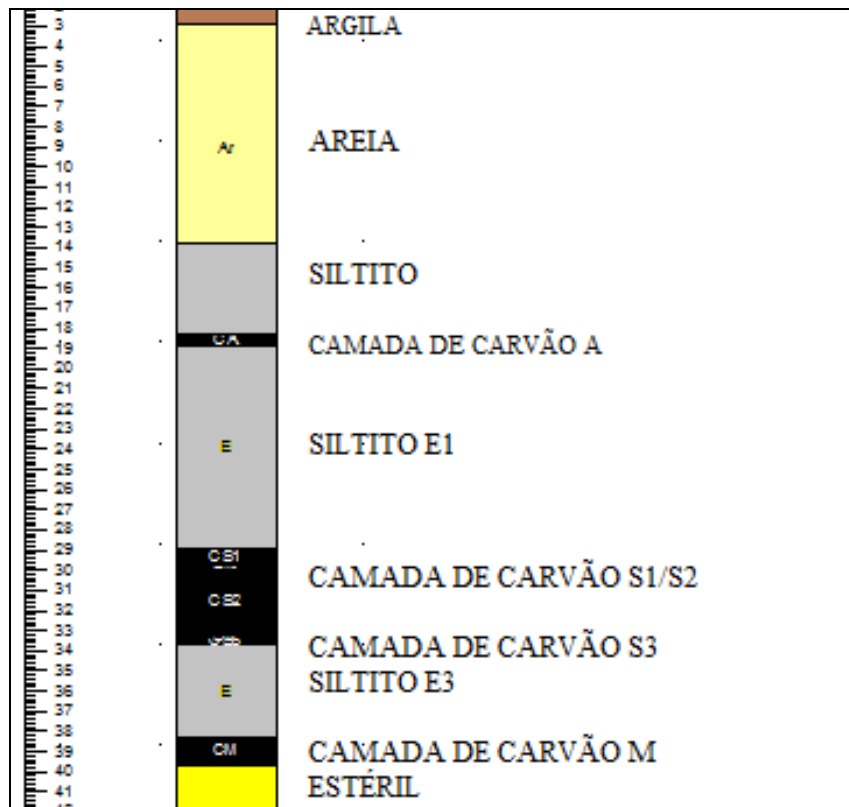 3 ARGILA
4
5
6
7
8
9 Ar AREIA
10
11
12
13
14
15 SILTITO
16
17
18
19 CA CAMADA DE CARVÃO A
20
21
22
23
24 E SILTITO E1
25
26
27
28
29 CS1
30 CAMADA DE CARVÃO S1/S2
31
32 CS2
33
34 CAMADA DE CARVÃO S3
35 SILTITO E3
36 E
37
38
39 CM CAMADA DE CARVÃO M
40
41 ESTÉRIL